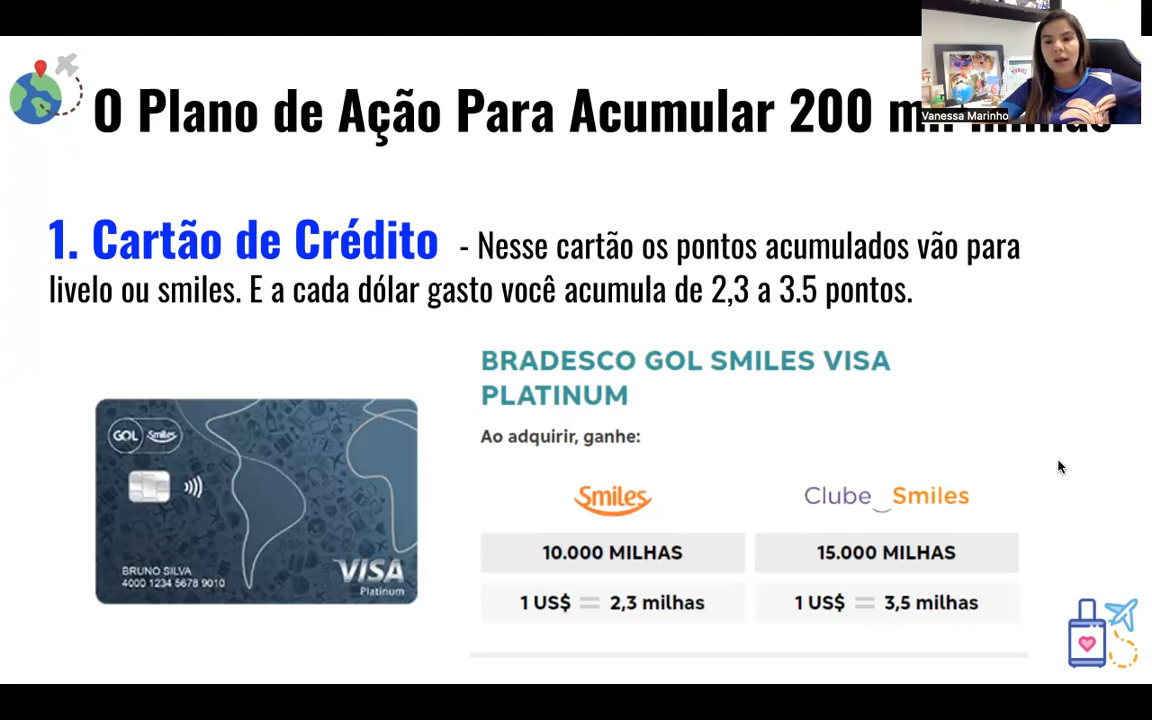 O Plano de Ação Para Acumular 200
Vanessa Marinho
1. Cartão de Crédito - Nesse cartão os pontos acumulados vão para
livelo ou smiles. E a cada dólar gasto você acumula de 2,3 a 3.5 pontos.
BRADESCO GOL SMILES VISA
PLATINUM
Ao adquirir, ganhe:
GOL Smiles
BRUNO SILVA
4000 1234 5678 9010
VISA
Platinum
Smiles
Clube Smiles
10.000 MILHAS
15.000 MILHAS
1 US$ = 2,3 milhas
1 US$ = 3,5 milhas